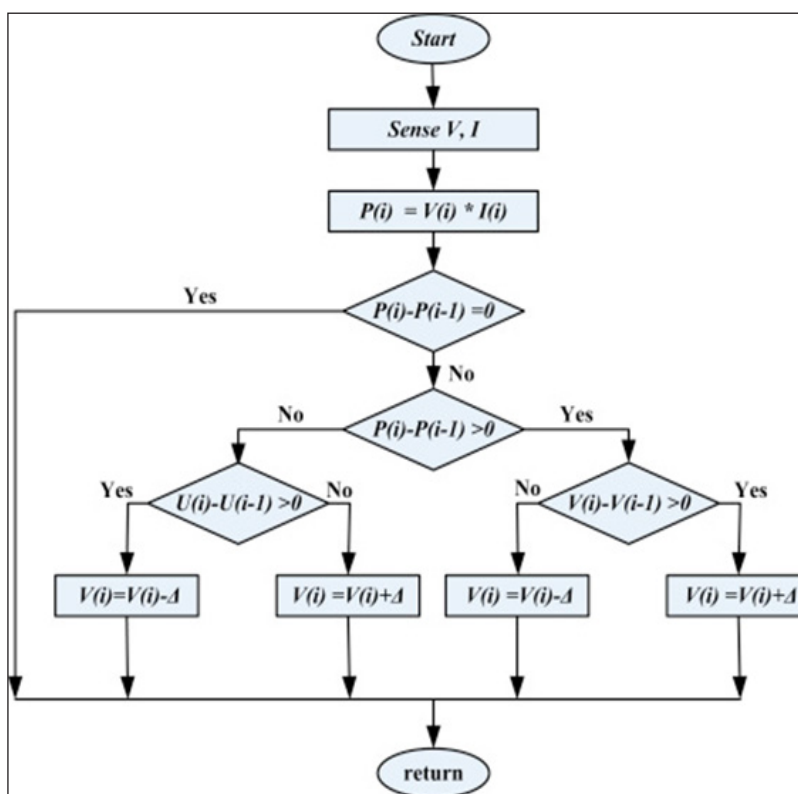 Start
Sense V, I
P(i) = V(i) * I(i)
Yes
P(i)-P(i-1) =0
No
No
P(i)-P(i-1) >0
Yes
Yes
U(i)-U(i-1) >0
No
No
V(i)-V(i-1) >0
Yes
V(i)=V(i)-Δ
V(i) =V(i)+Δ
V(i) =V(i)-Δ
V(i) =V(i)+Δ
return